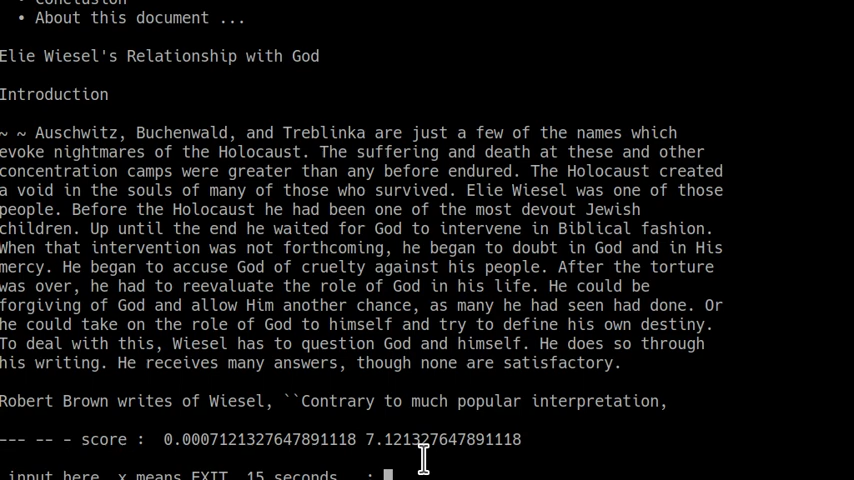 • Conclusion
• About this document ...
Elie Wiesel's Relationship with God
Introduction
~ ~ Auschwitz, Buchenwald, and Treblinka are just a few of the names which
evoke nightmares of the Holocaust. The suffering and death at these and other
concentration camps were greater than any before endured. The Holocaust created
a void in the souls of many of those who survived. Elie Wiesel was one of those
people. Before the Holocaust he had been one of the most devout Jewish
children. Up until the end he waited for God to intervene in Biblical fashion.
When that intervention was not forthcoming, he began to doubt in God and in His
mercy. He began to accuse God of cruelty against his people. After the torture
was over, he had to reevaluate the role of God in his life. He could be
forgiving of God and allow Him another chance, as many he had seen had done. Or
he could take on the role of God to himself and try to define his own destiny.
To deal with this, Wiesel has to question God and himself. He does so through
his writing. He receives many answers, though none are satisfactory.
Robert Brown writes of Wiesel, ``Contrary to much popular interpretation,
--- -- - score :  0.0007121327647891118 7.121327647891118
input here  x means EXIT  15 seconds   :